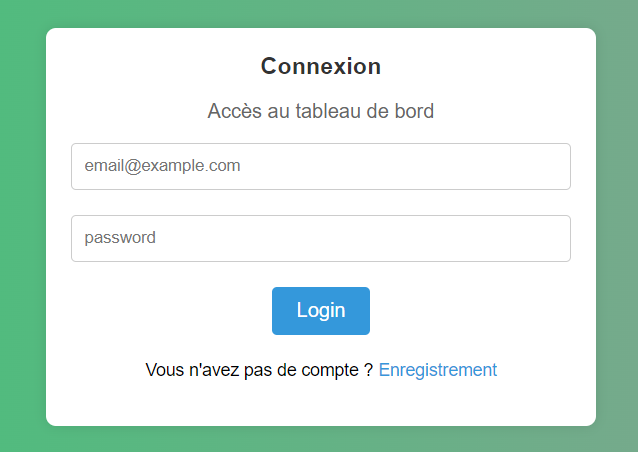 Connexion
Accès au tableau de bord
email@example.com
password
Login
Vous n'avez pas de compte ? Enregistrement